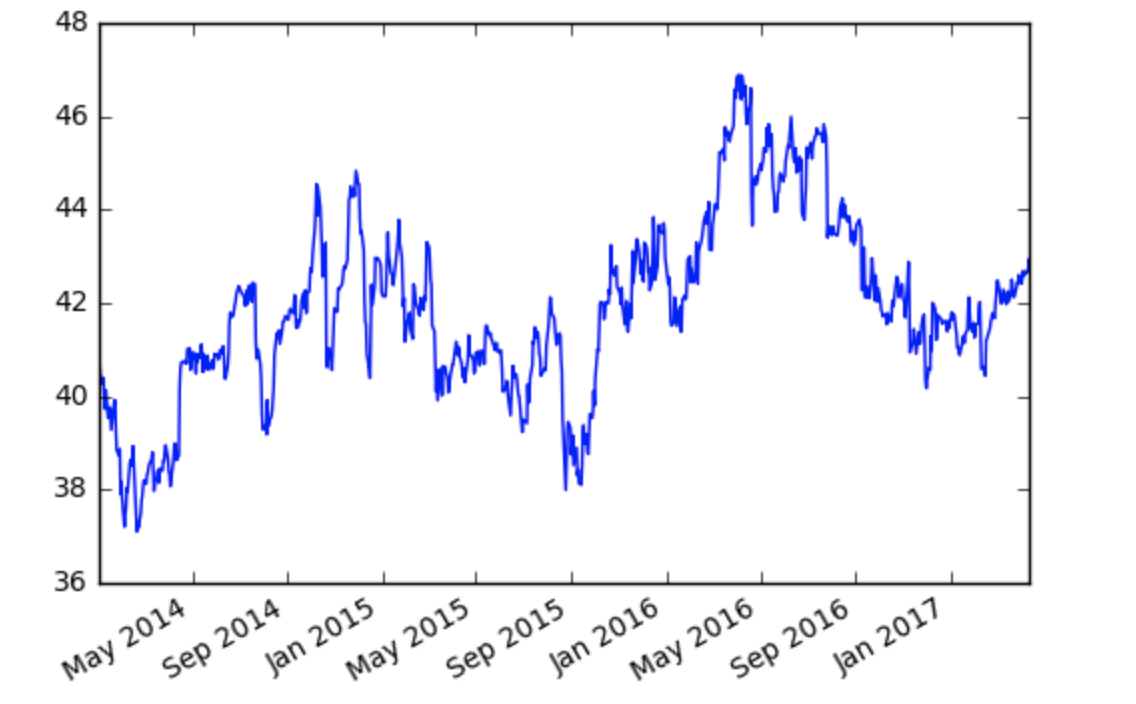 48
46
44
42
40
38
36
May 2014
Sep 2014
Jan 2015
May 2015
Sep 2015
Jan 2016
May 2016
Sep 2016
Jan 2017